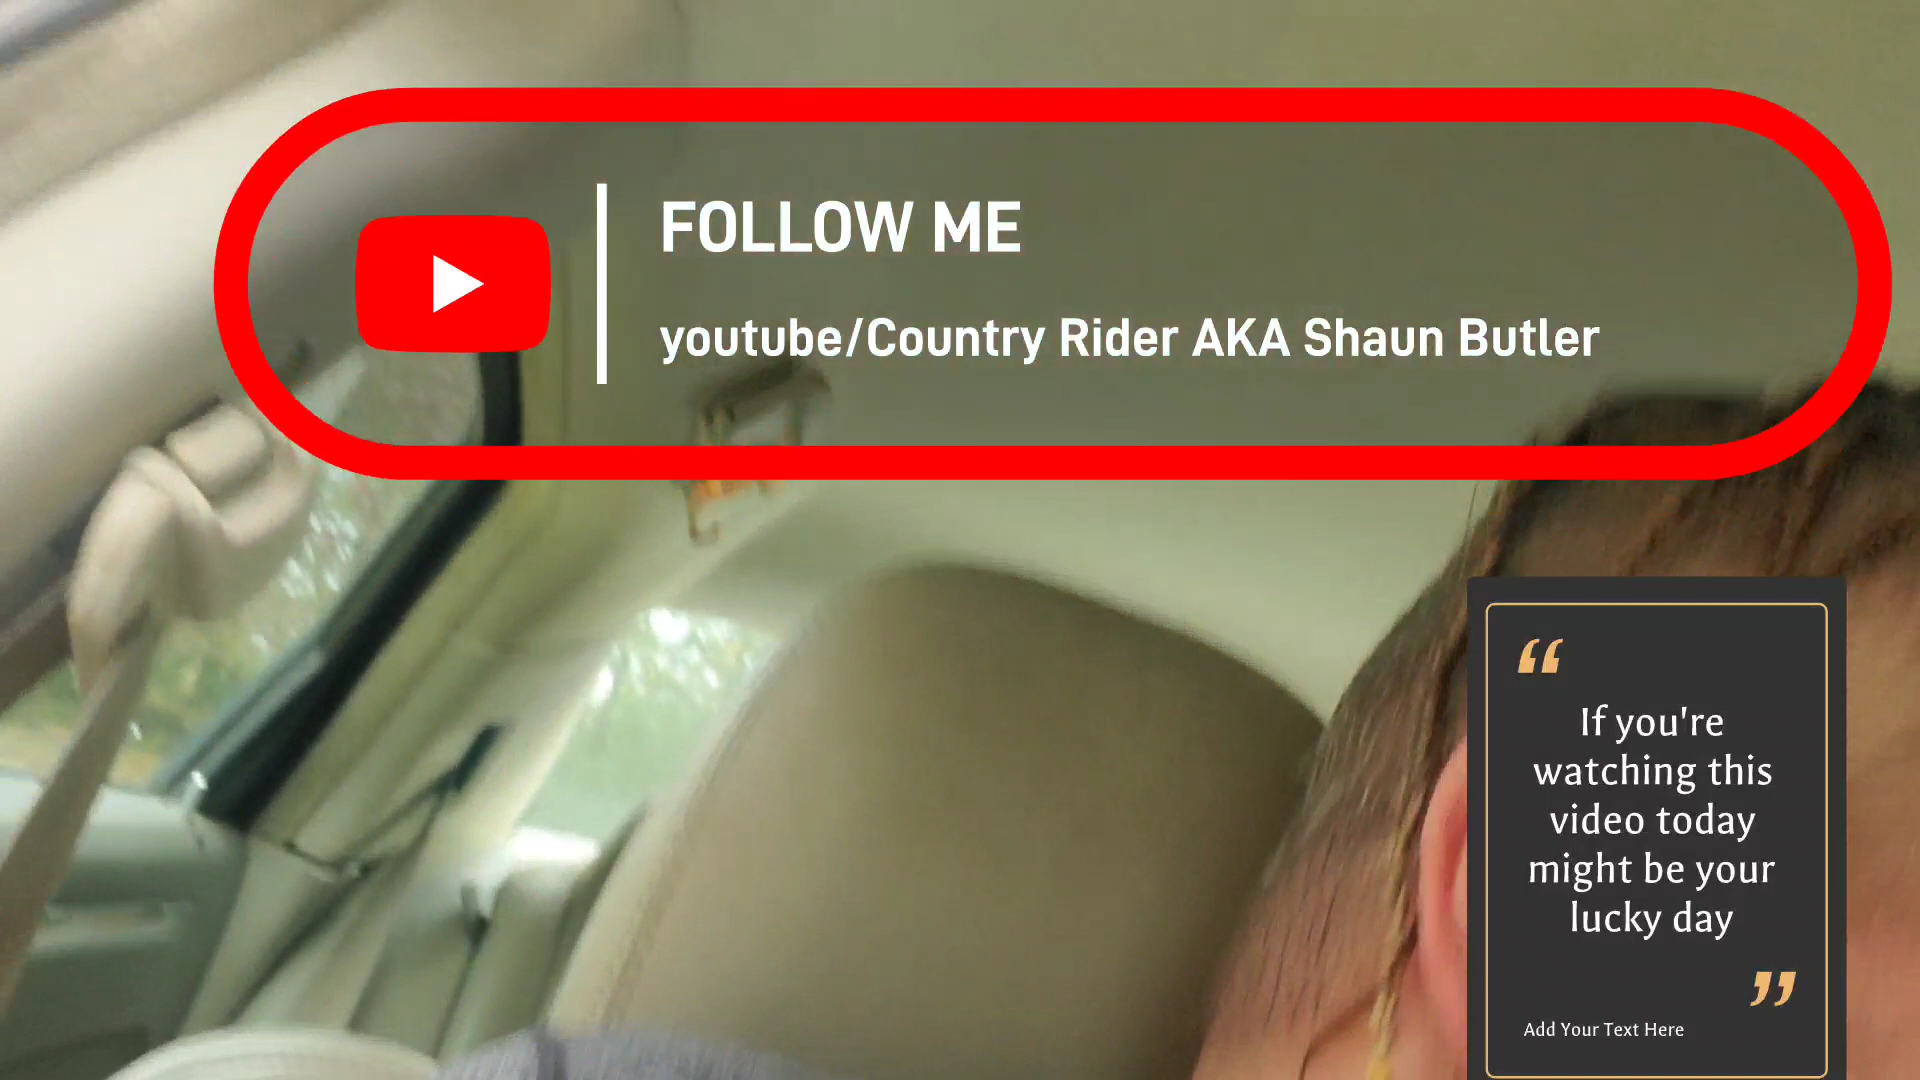 FOLLOW ME
youtube/Country Rider AKA Shaun Butler
“
If you're
watching this
video today
might be your
lucky day
”
Add Your Text Here